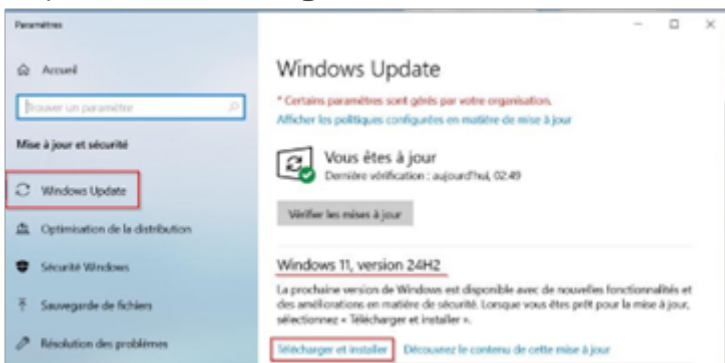 Paramètres
Accueil
Trouver un paramètre
Mise à jour et sécurité
Windows Update
Optimisation de la distribution
Sécurité Windows
Sauvegarde de fichiers
Résolution des problèmes
Windows Update
* Certains paramètres sont gérés par votre organisation.
Afficher les politiques configurées en matière de mise à jour
Vous êtes à jour
Dernière vérification : aujourd'hui, 02:49
Vérifier les mises à jour
Windows 11, version 24H2
La prochaine version de Windows est disponible avec de nouvelles fonctionnalités et
des améliorations en matière de sécurité. Lorsque vous êtes prêt pour la mise à jour,
sélectionnez « Télécharger et installer ».
Télécharger et installer Découvrez le contenu de cette mise à jour